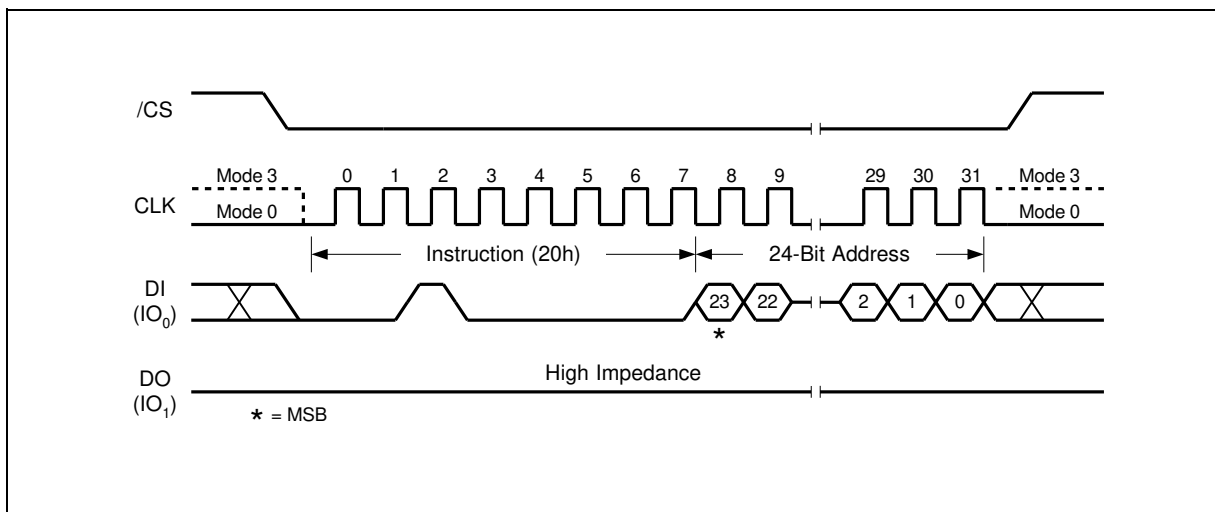 /CS
Mode 3 0 1 2 3 4 5 6 7 8 9 29 30 31 Mode 3
CLK
Mode 0 Mode 0
Instruction (20h) 24-Bit Address
DI
(IO0)
23 22 2 1 0
*
High Impedance
DO
(IO1)
* = MSB